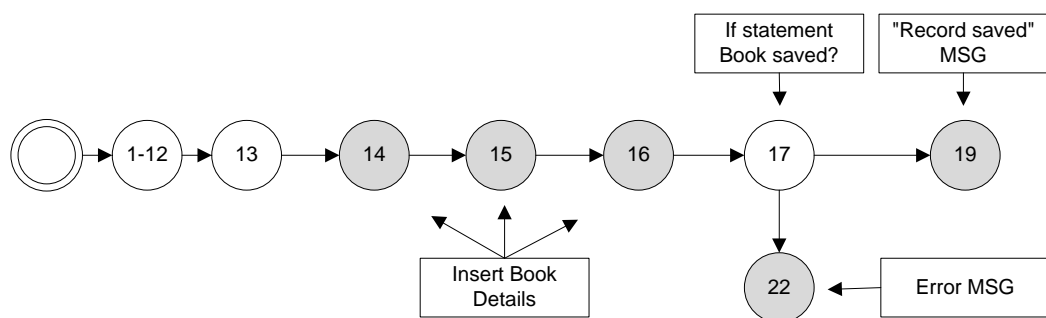 If statement
Book saved?
"Record saved"
MSG
1-12
13
14
15
16
17
19
Insert Book
Details
22
Error MSG